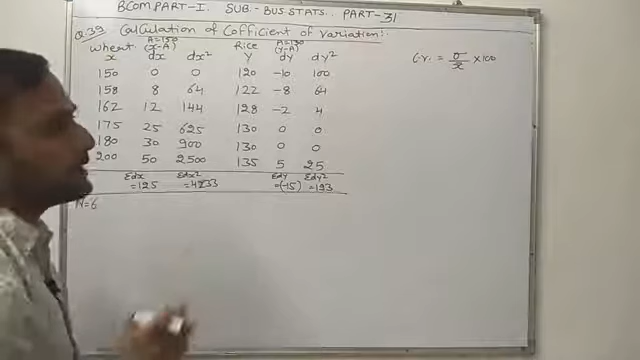 BCOM PART-I. SUB:- BUS. STATS.. PART-31
Q.39 Calculation of Cofficient of variation:-
Wheat A=150 Rice A=130
x (x-A) dx dx² Y (Y-A) dy dy²
150 0 0 120 -10 100
158 8 64 122 -8 64
162 12 144 128 -2 4
175 25 625 130 0 0
180 30 900 130 0 0
200 50 2500 135 5 25
Σdx =125 Σdx² =4233 Σdy =(-15) Σdy² =193
N=6
C.V. = σ/x̄ ×100